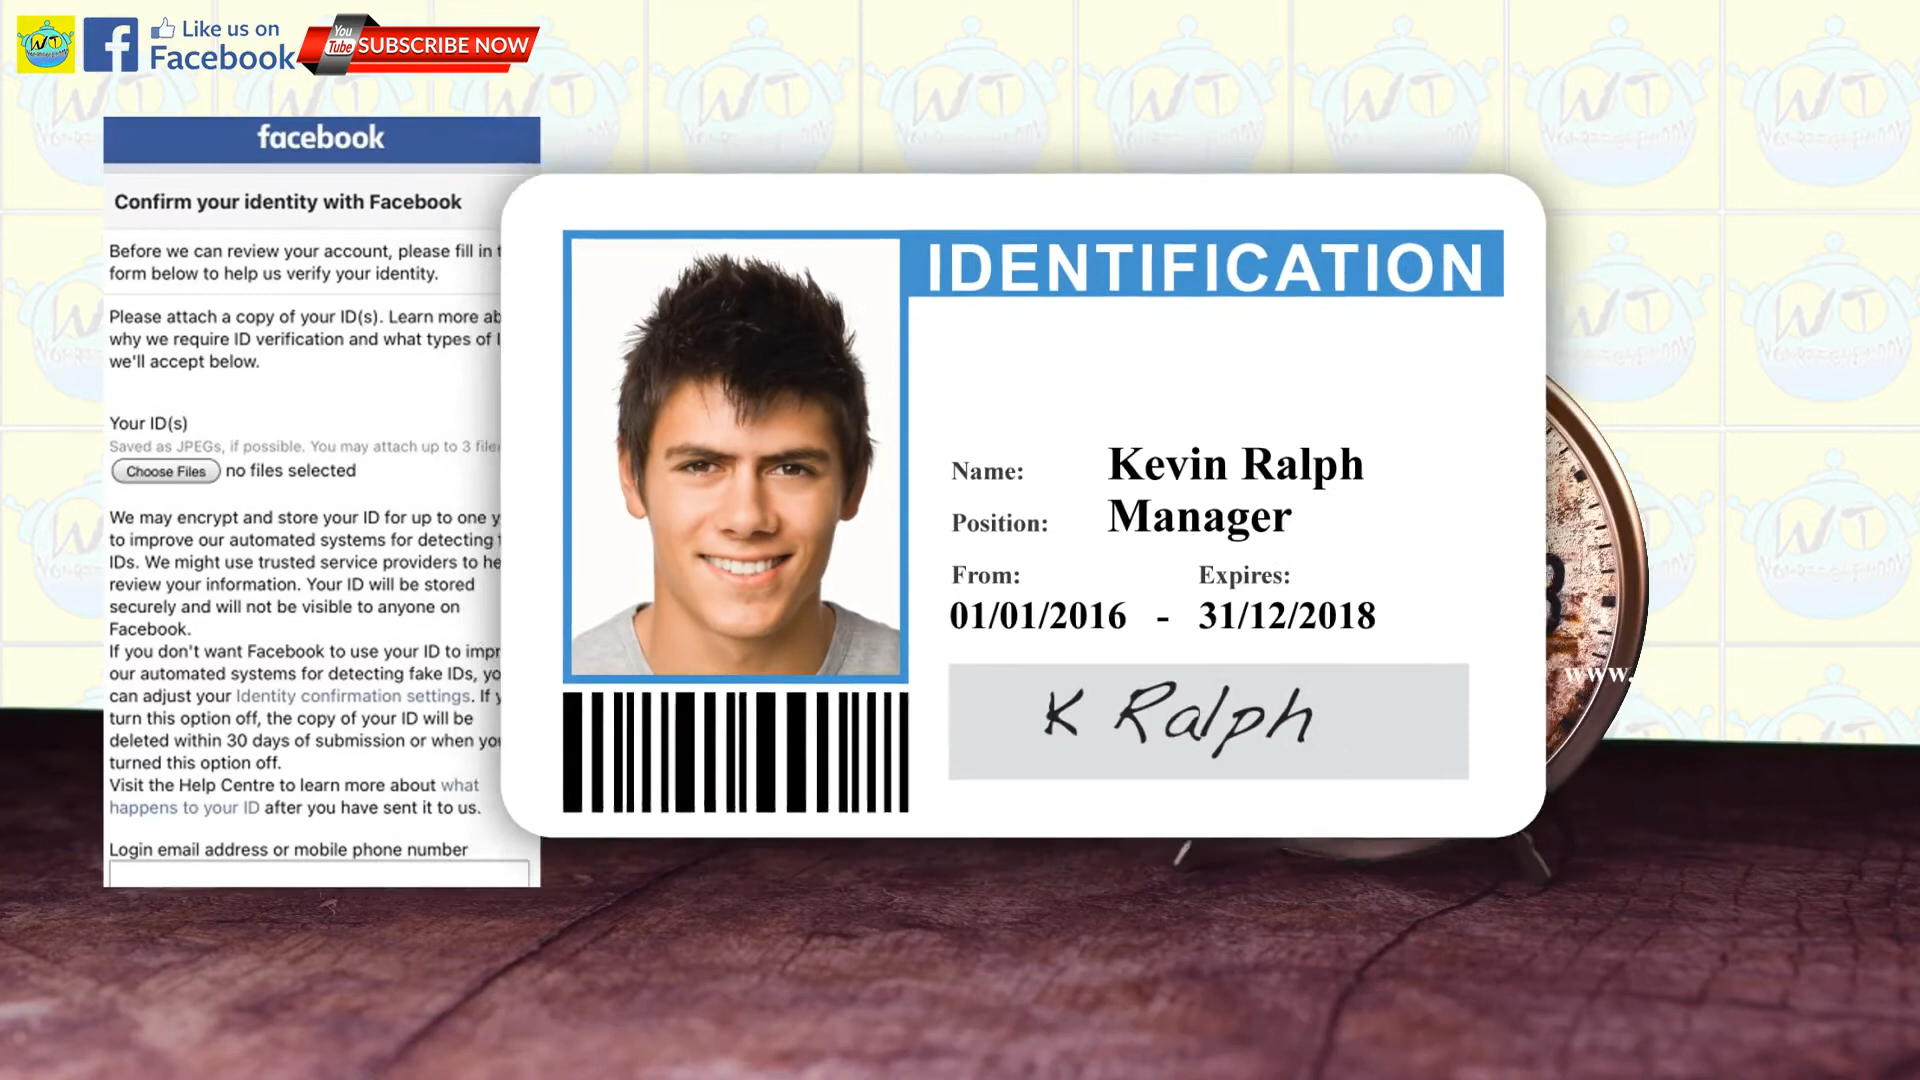 WT
Like us on
Facebook
You
Tube
SUBSCRIBE NOW
facebook
Confirm your identity with Facebook
Before we can review your account, please fill in
form below to help us verify your identity.
Please attach a copy of your ID(s). Learn more
why we require ID verification and what types of
we'll accept below.
Your ID(s)
Saved as JPEGs, if possible. You may attach up to 3
Choose Files no files selected
We may encrypt and store your ID for up to one
to improve our automated systems for detecting
IDs. We might use trusted service providers to
review your information. Your ID will be stored
securely and will not be visible to anyone on
Facebook.
If you don't want Facebook to use your ID to
our automated systems for detecting fake IDs,
can adjust your Identity confirmation settings. If
turn this option off, the copy of your ID will be
deleted within 30 days of submission or when
turned this option off.
Visit the Help Centre to learn more about what
happens to your ID after you have sent it to us.
Login email address or mobile phone number
IDENTIFICATION
Name: Kevin Ralph
Position: Manager
From: Expires:
01/01/2016 - 31/12/2018
K Ralph
www.